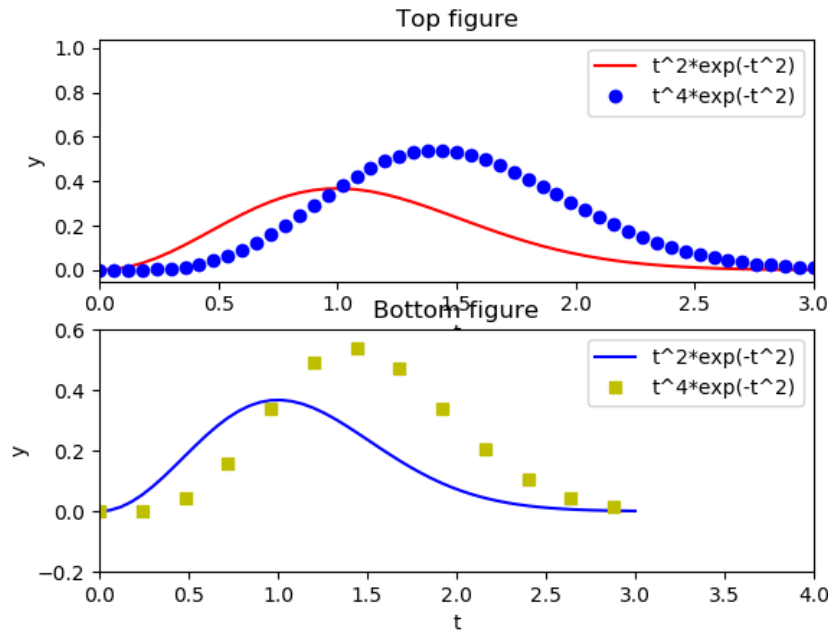 Top figure
1.0
0.8
0.6
0.4
0.2
0.0
y
t^2*exp(-t^2)
t^4*exp(-t^2)
0.0 0.5 1.0 1.5 2.0 2.5 3.0
Bottom figure
0.6
0.4
0.2
0.0
−0.2
y
t^2*exp(-t^2)
t^4*exp(-t^2)
0.0 0.5 1.0 1.5 2.0 2.5 3.0 3.5 4.0
t